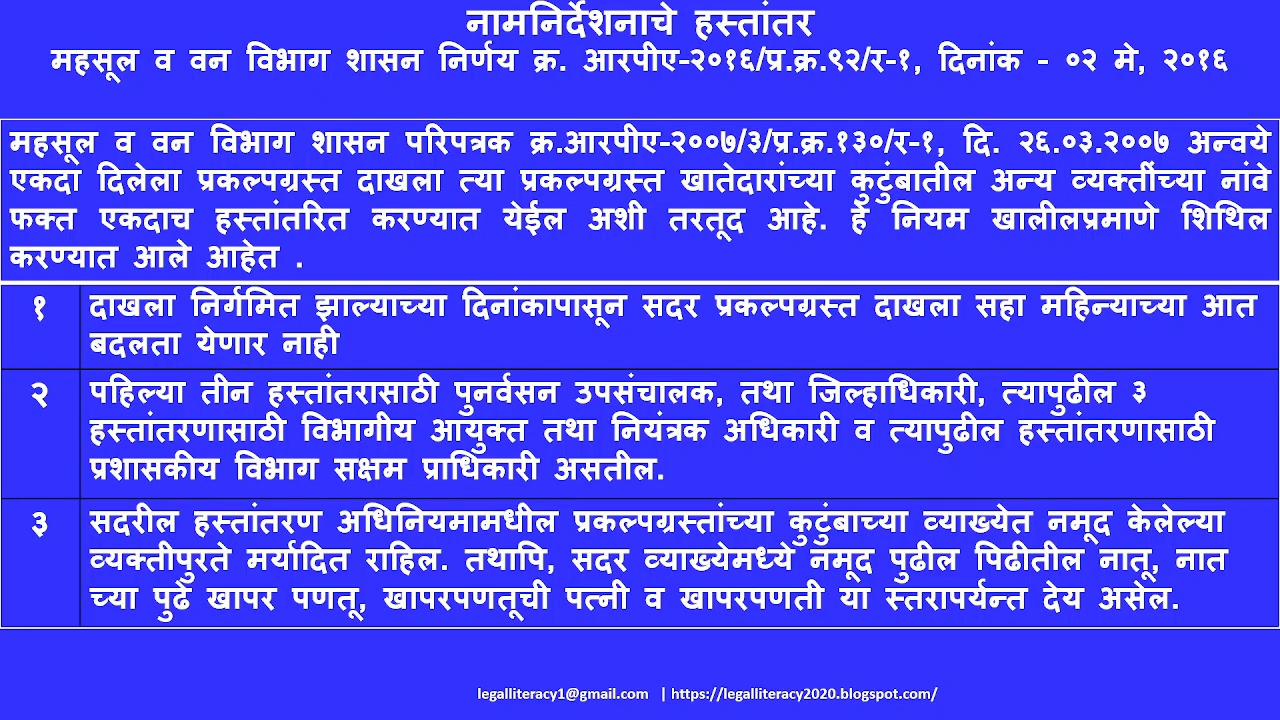 नामनिर्देशनाचे हस्तांतर
महसूल व वन विभाग शासन निर्णय क्र. आरपीए-२०१६/प्र.क्र.९२/र-१, दिनांक - ०२ मे, २०१६
महसूल व वन विभाग शासन परिपत्रक क्र.आरपीए-२००७/३/प्र.क्र.१३०/र-१, दि. २६.०३.२००७ अन्वये
एकदा दिलेला प्रकल्पग्रस्त दाखला त्या प्रकल्पग्रस्त खातेदारांच्या कुटुंबातील अन्य व्यक्तींच्या नांवे
फक्त एकदाच हस्तांतरित करण्यात येईल अशी तरतूद आहे. हे नियम खालीलप्रमाणे शिथिल
करण्यात आले आहेत .
१ दाखला निर्गमित झाल्याच्या दिनांकापासून सदर प्रकल्पग्रस्त दाखला सहा महिन्याच्या आत
बदलता येणार नाही
२ पहिल्या तीन हस्तांतरासाठी पुनर्वसन उपसंचालक, तथा जिल्हाधिकारी, त्यापुढील ३
हस्तांतरणासाठी विभागीय आयुक्त तथा नियंत्रक अधिकारी व त्यापुढील हस्तांतरणासाठी
प्रशासकीय विभाग सक्षम प्राधिकारी असतील.
३ सदरील हस्तांतरण अधिनियमामधील प्रकल्पग्रस्तांच्या कुटुंबाच्या व्याख्येत नमूद केलेल्या
व्यक्तीपुरते मर्यादित राहिल. तथापि, सदर व्याख्येमध्ये नमूद पुढील पिढीतील नातू, नात
च्या पुढे खापर पणतू, खापरपणतूची पत्नी व खापरपणती या स्तरापर्यन्त देय असेल.
legalliteracy1@gmail.com | https://legalliteracy2020.blogspot.com/